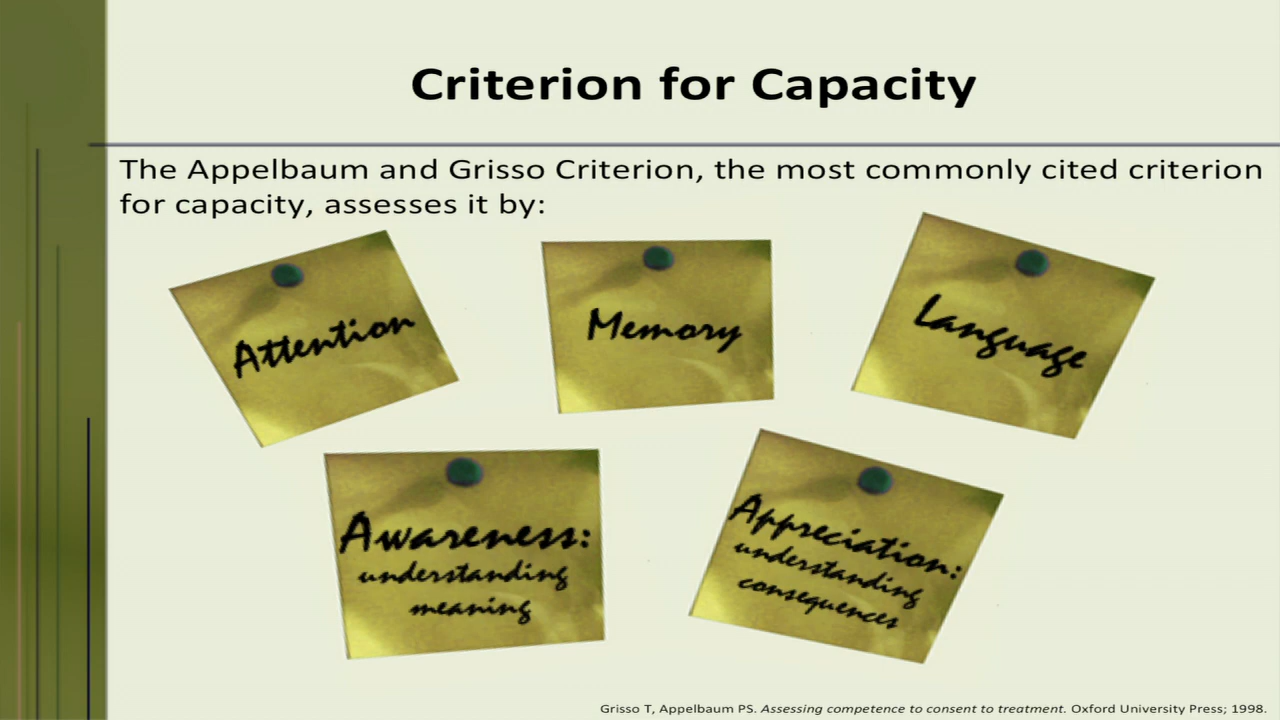 Criterion for Capacity
The Appelbaum and Grisso Criterion, the most commonly cited criterion
for capacity, assesses it by:
Attention
Memory
Language
Awareness:
understanding
meaning
Appreciation:
understanding
consequences
Grisso T, Appelbaum PS. Assessing competence to consent to treatment. Oxford University Press; 1998.